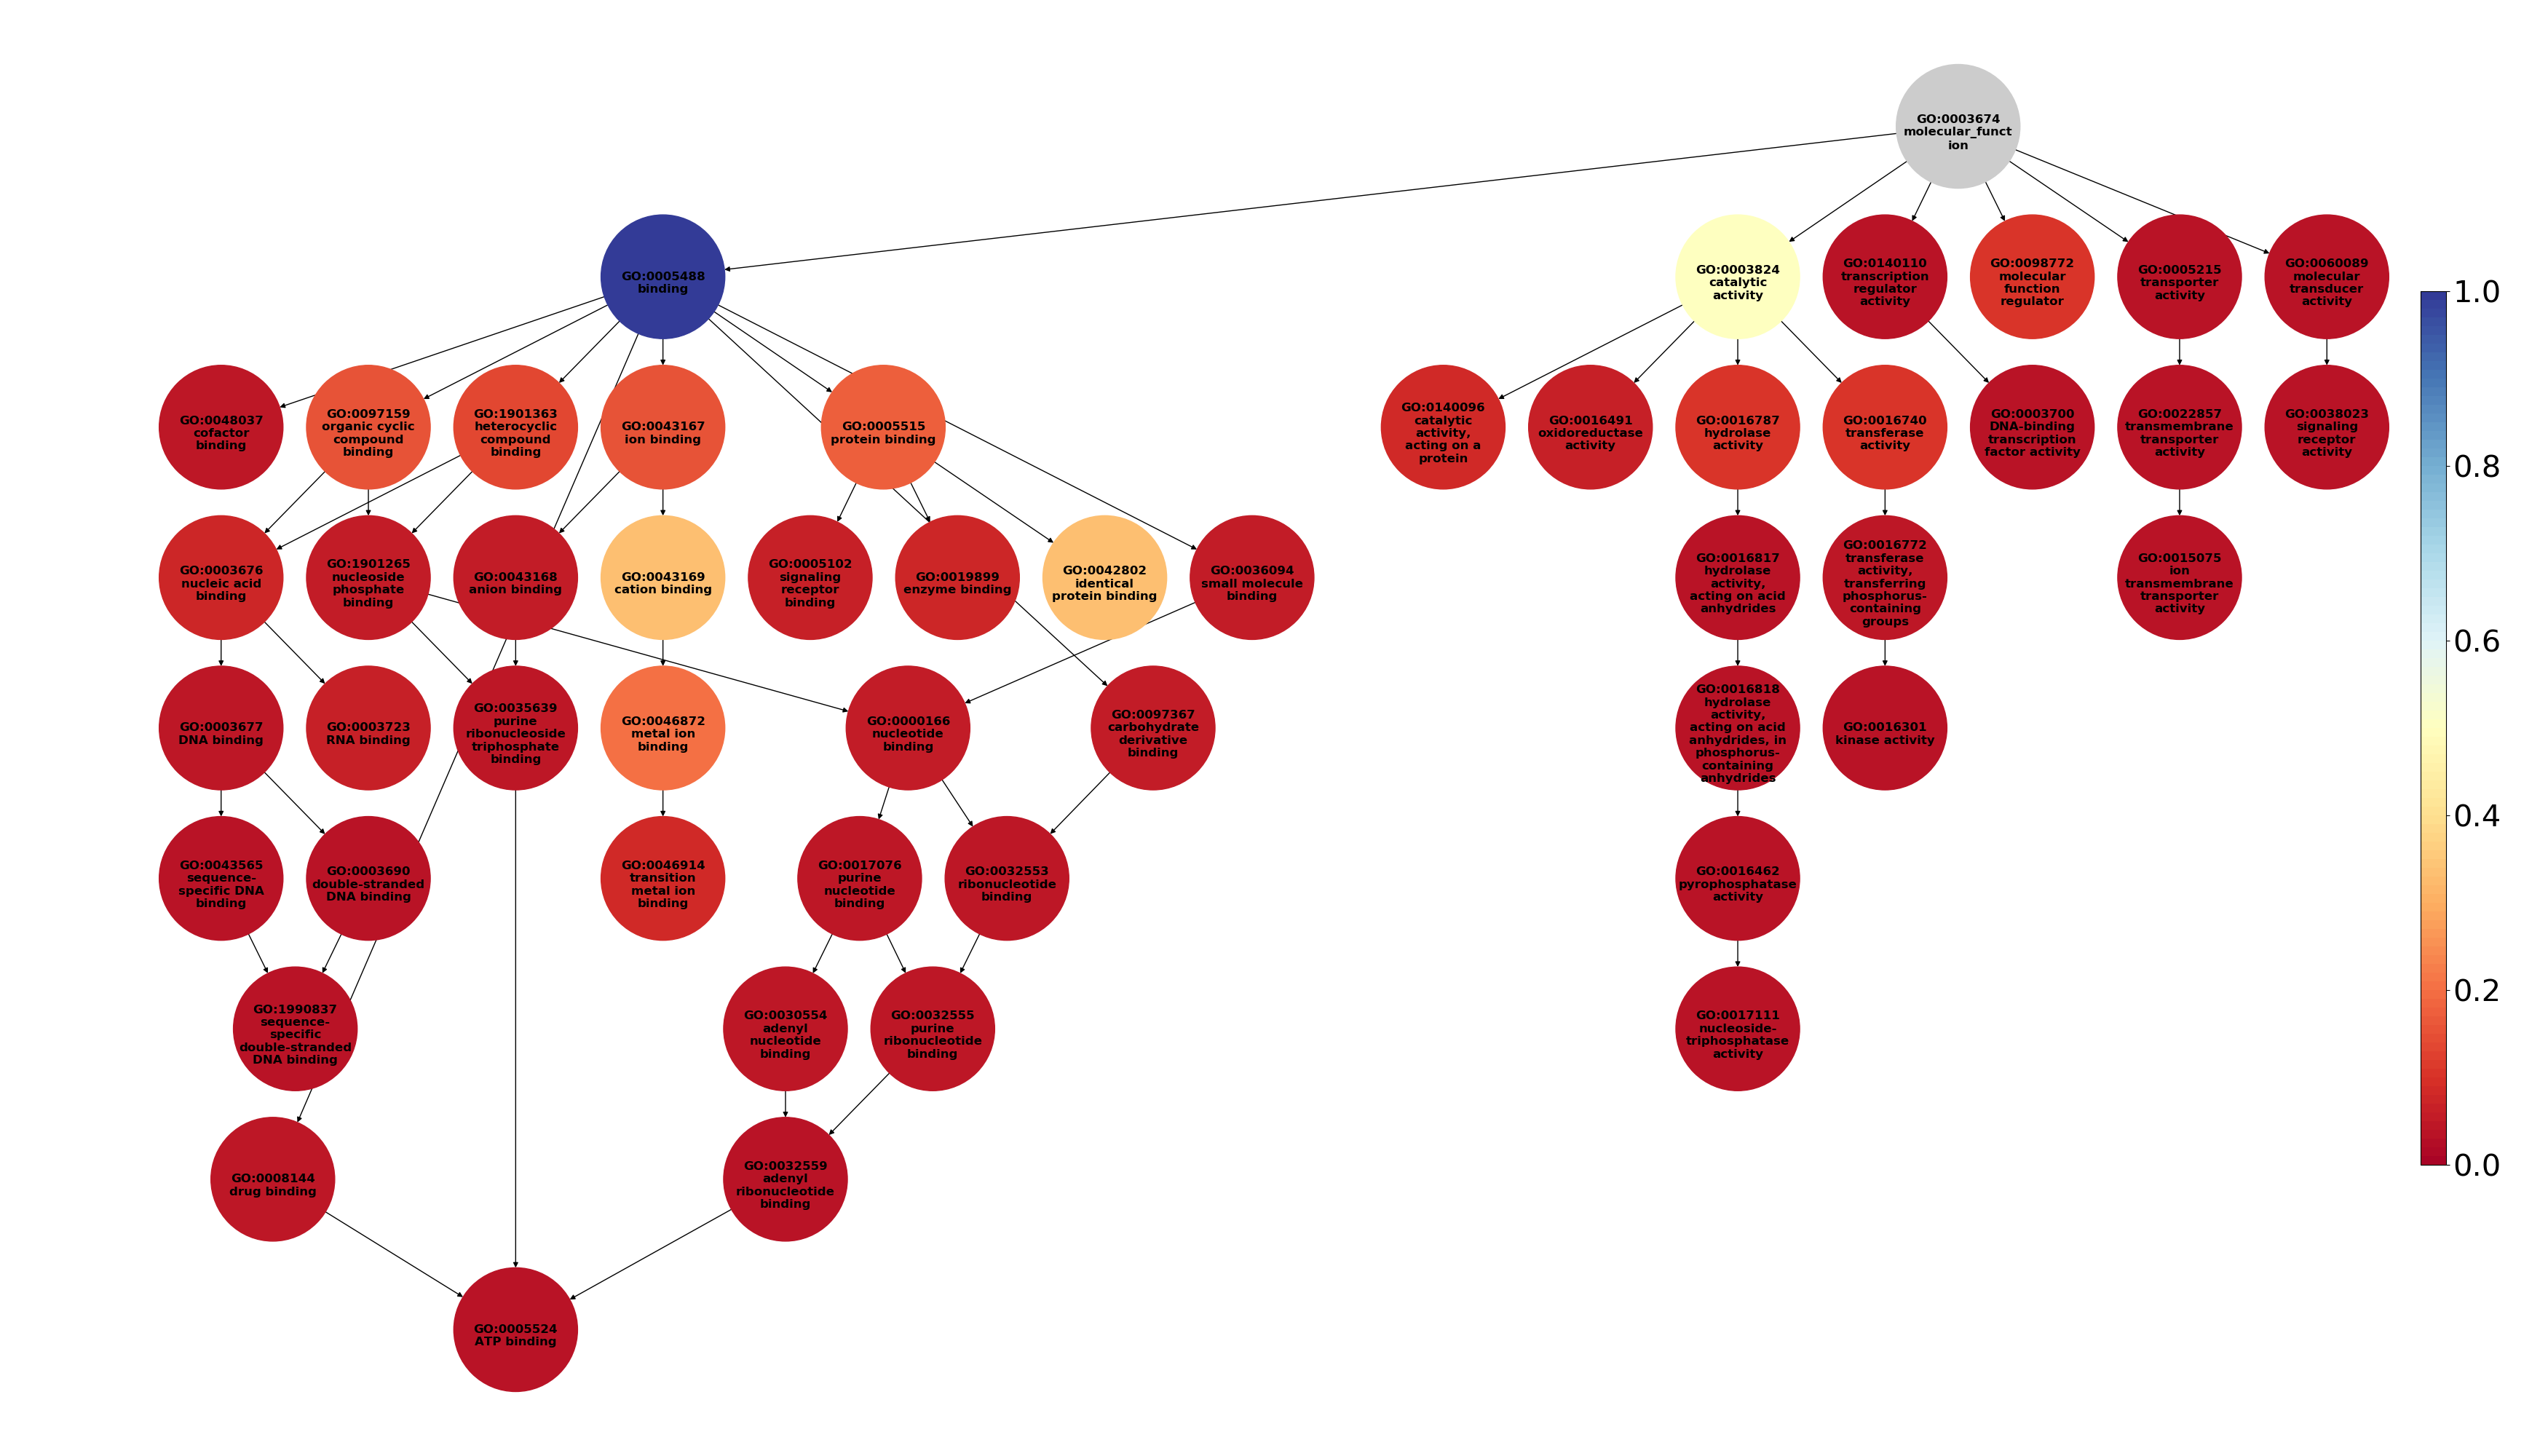 GO:0003674
molecular_funct
ion
GO:0005488
binding
GO:0003824
catalytic
activity
GO:0140110
transcription
regulator
activity
GO:0098772
molecular
function
regulator
GO:0005215
transporter
activity
GO:0060089
molecular
transducer
activity
GO:0048037
cofactor
binding
GO:0097159
organic cyclic
compound
binding
GO:1901363
heterocyclic
compound
binding
GO:0043167
ion binding
GO:0005515
protein binding
GO:0140096
catalytic
activity,
acting on a
protein
GO:0016491
oxidoreductase
activity
GO:0016787
hydrolase
activity
GO:0016740
transferase
activity
GO:0003700
DNA-binding
transcription
factor activity
GO:0022857
transmembrane
transporter
activity
GO:0038023
signaling
receptor
activity
GO:0003676
nucleic acid
binding
GO:1901265
nucleoside
phosphate
binding
GO:0043168
anion binding
GO:0043169
cation binding
GO:0005102
signaling
receptor
binding
GO:0019899
enzyme binding
GO:0042802
identical
protein binding
GO:0036094
small molecule
binding
GO:0016817
hydrolase
activity,
acting on acid
anhydrides
GO:0016772
transferase
activity,
transferring
phosphorus-
containing
groups
GO:0015075
ion
transmembrane
transporter
activity
GO:0003677
DNA binding
GO:0003723
RNA binding
GO:0035639
purine
ribonucleoside
triphosphate
binding
GO:0046872
metal ion
binding
GO:0000166
nucleotide
binding
GO:0097367
carbohydrate
derivative
binding
GO:0016818
hydrolase
activity,
acting on acid
anhydrides, in
phosphorus-
containing
anhydrides
GO:0016301
kinase activity
GO:0043565
sequence-
specific DNA
binding
GO:0003690
double-stranded
DNA binding
GO:0046914
transition
metal ion
binding
GO:0017076
purine
nucleotide
binding
GO:0032553
ribonucleotide
binding
GO:0016462
pyrophosphatase
activity
GO:1990837
sequence-
specific
double-stranded
DNA binding
GO:0030554
adenyl
nucleotide
binding
GO:0032555
purine
ribonucleotide
binding
GO:0017111
nucleoside-
triphosphatase
activity
GO:0008144
drug binding
GO:0032559
adenyl
ribonucleotide
binding
GO:0005524
ATP binding
1.0
0.8
0.6
0.4
0.2
0.0